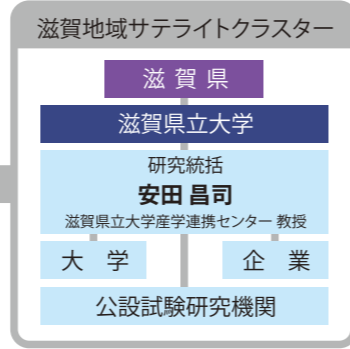 滋賀地域サテライトクラスター
滋賀県
滋賀県立大学
研究統括
安田 昌司
滋賀県立大学産学連携センター 教授
大　学
企　業
公設試験研究機関